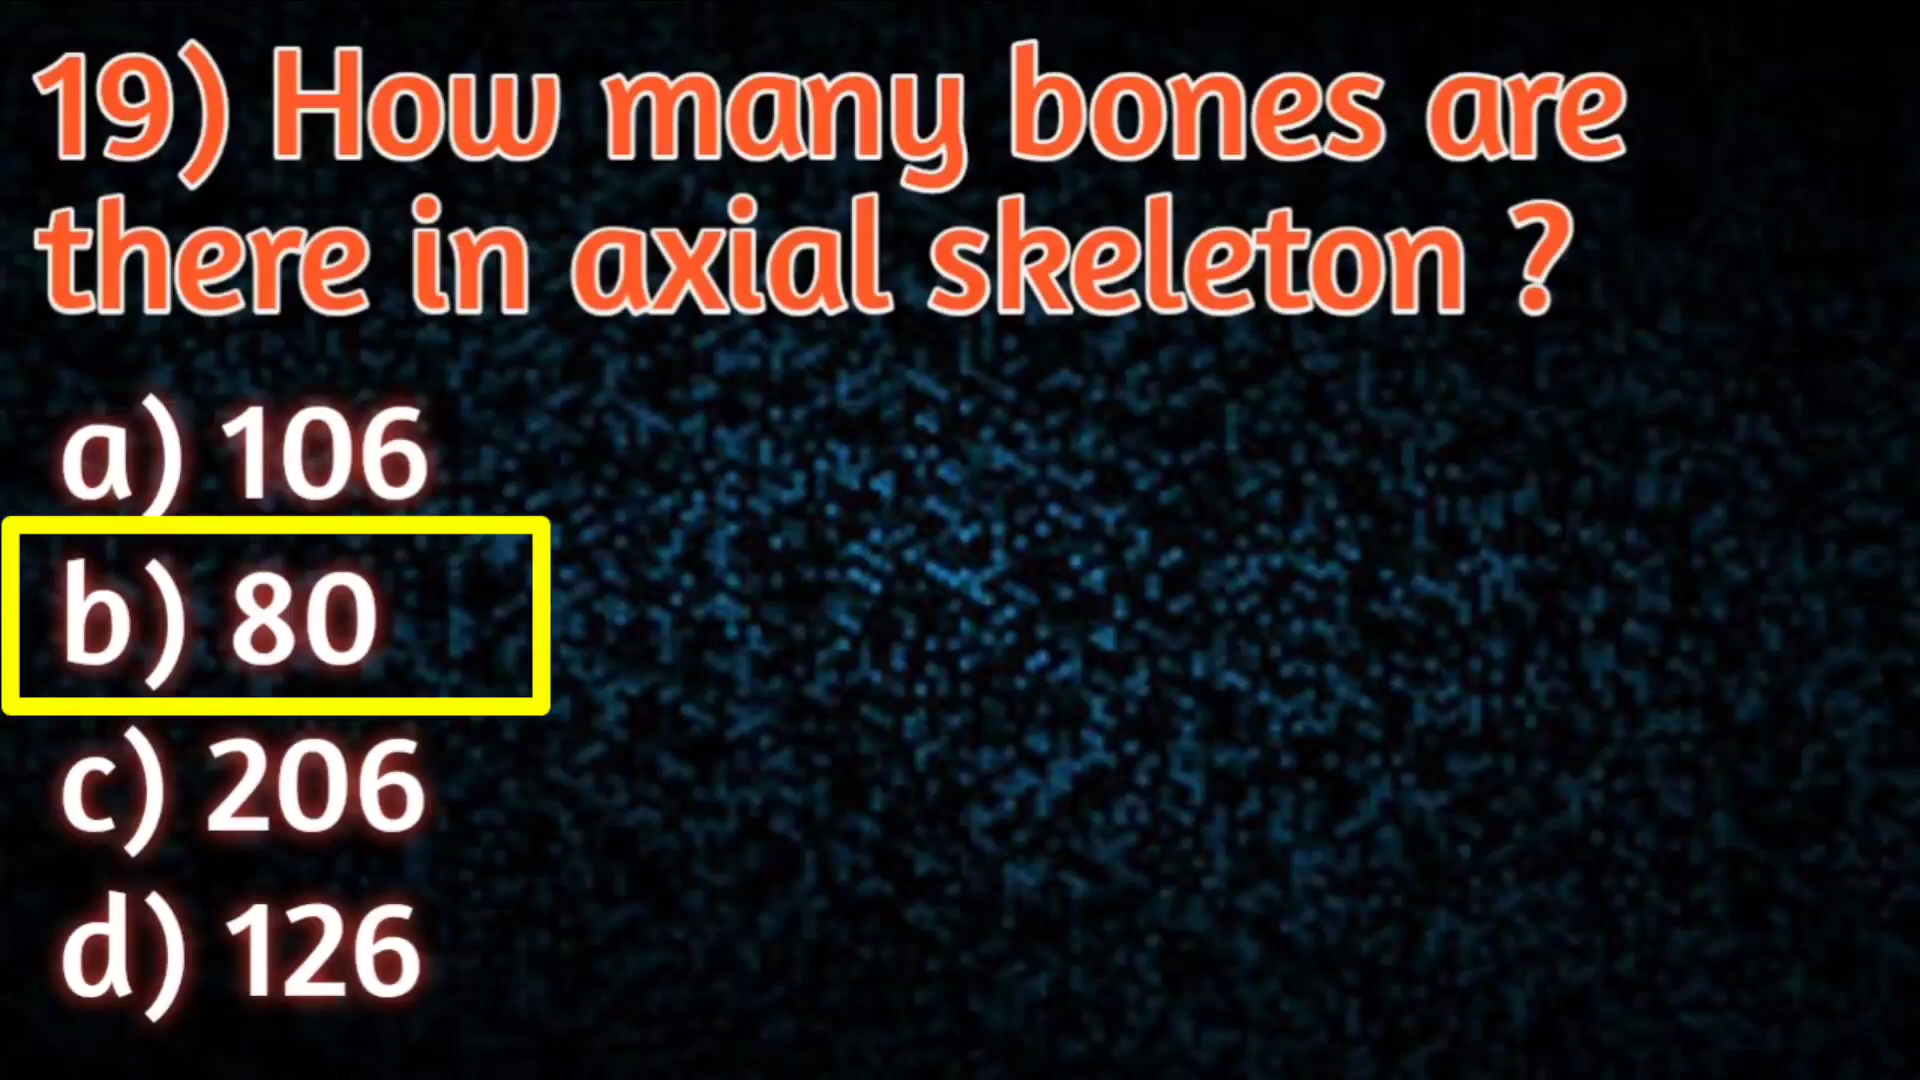 19) How many bones are
there in axial skeleton ?
a) 106
b) 80
c) 206
d) 126